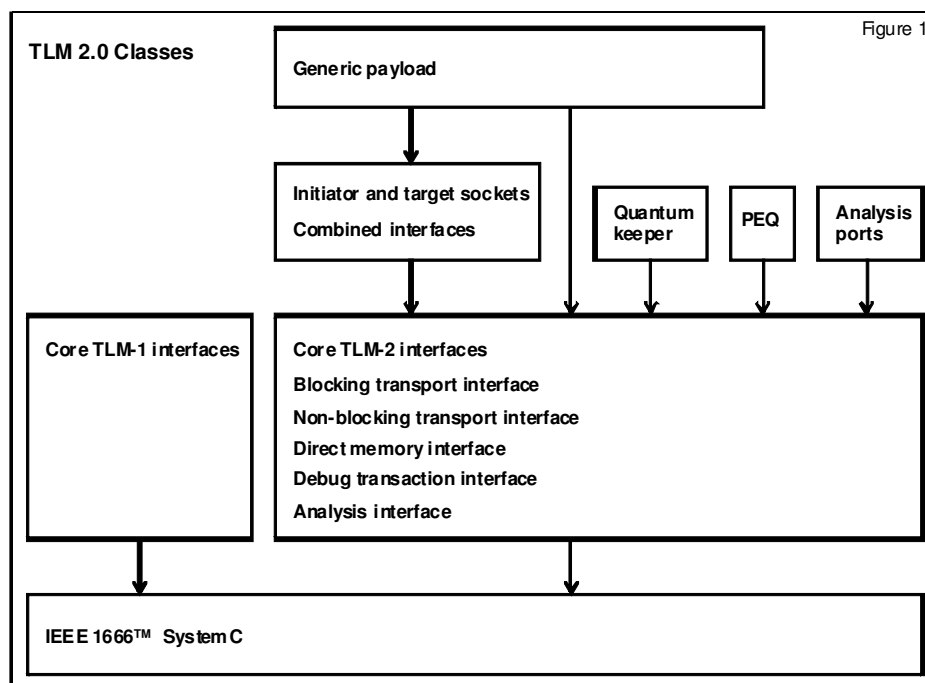 Figure 1
TLM 2.0 Classes
Generic payload
Initiator and target sockets
Combined interfaces
Quantum
keeper
PEQ
Analysis
ports
Core TLM-1 interfaces
Core TLM-2 interfaces
Blocking transport interface
Non-blocking transport interface
Direct memory interface
Debug transaction interface
Analysis interface
IEEE 1666™ SystemC